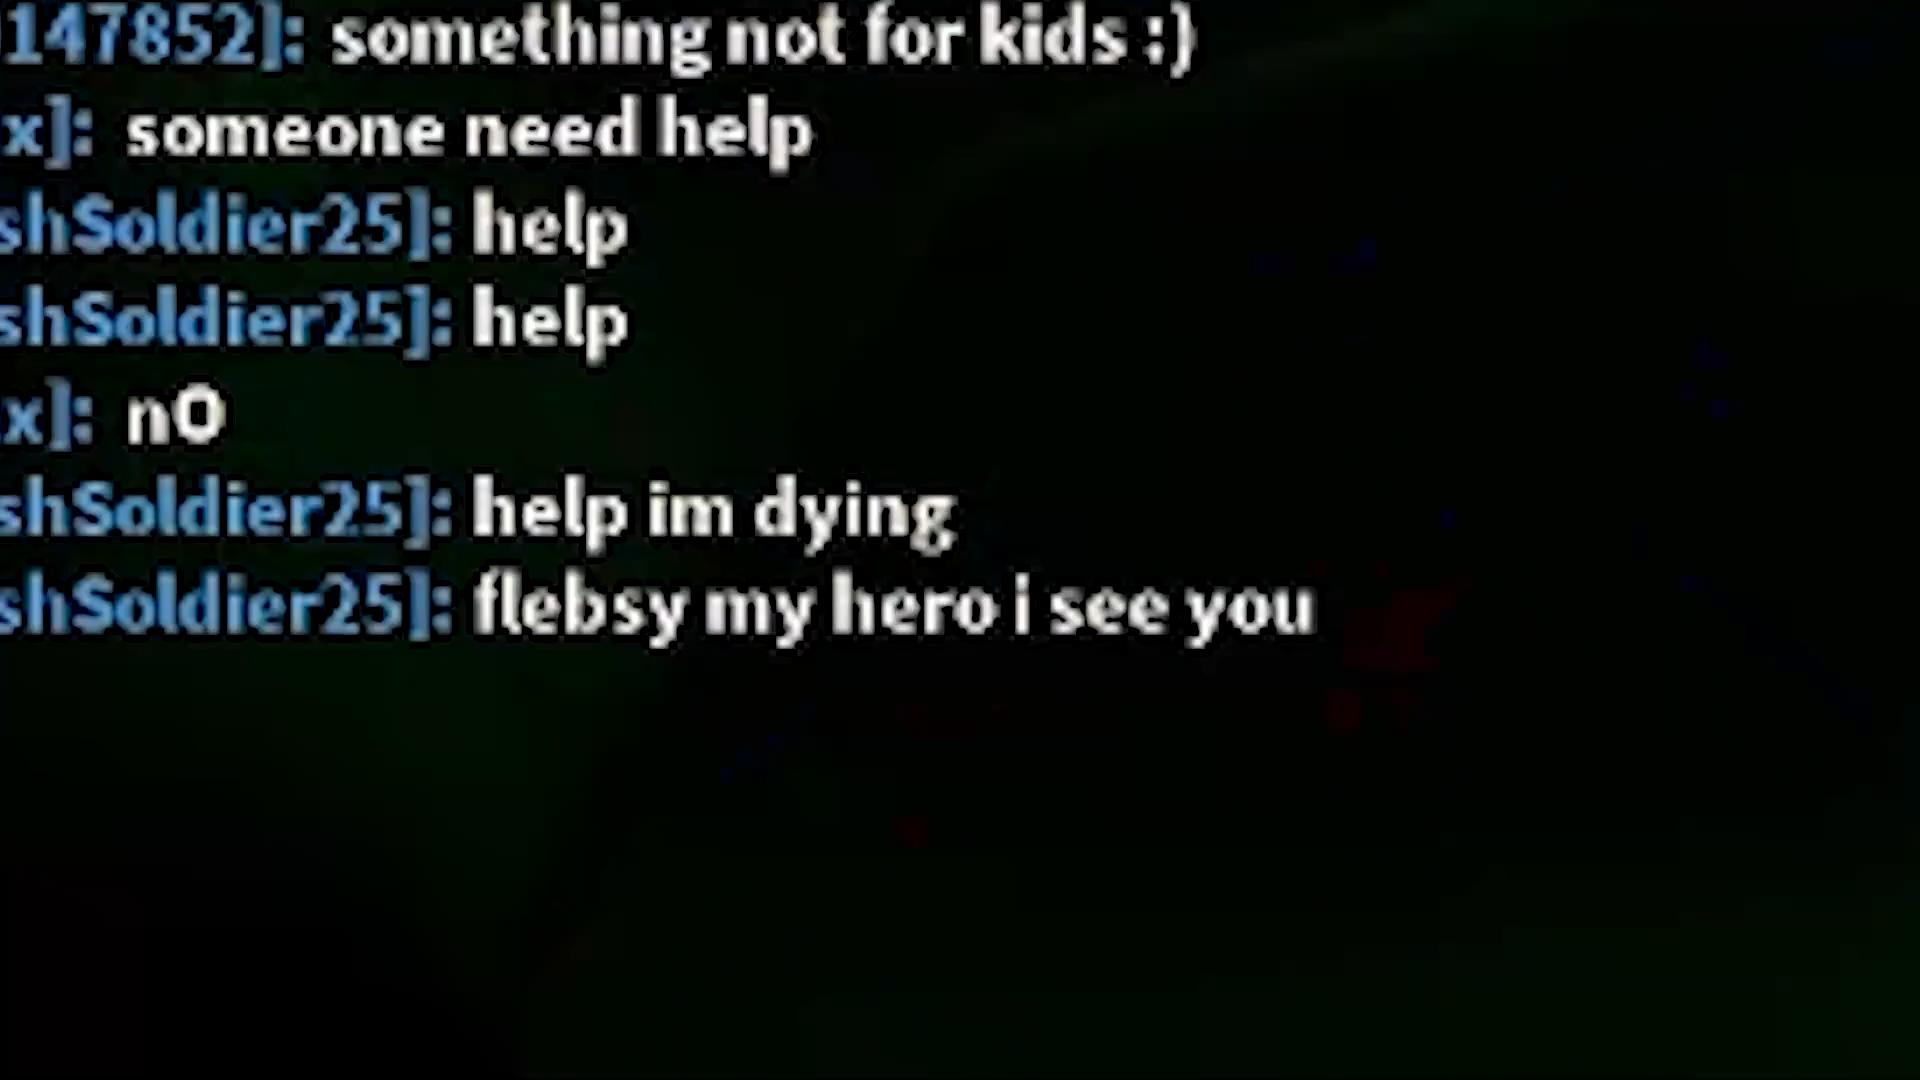 147852]: something not for kids :)
x]: someone need help
shSoldier25]: help
shSoldier25]: help
x]: nO
shSoldier25]: help im dying
shSoldier25]: flebsy my hero i see you